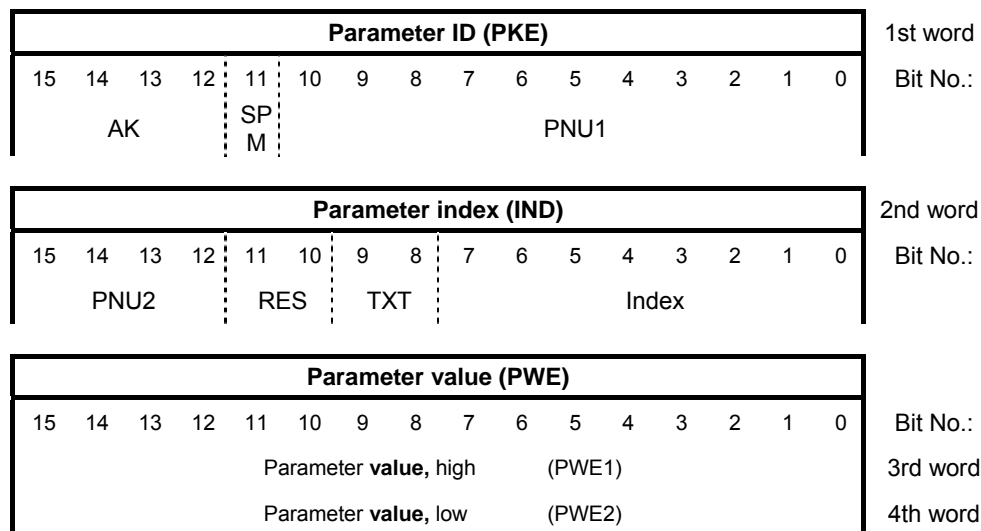 Parameter ID (PKE) 1st word
15 14 13 12 11 10 9 8 7 6 5 4 3 2 1 0 Bit No.:
AK SP M PNU1
Parameter index (IND) 2nd word
15 14 13 12 11 10 9 8 7 6 5 4 3 2 1 0 Bit No.:
PNU2 RES TXT Index
Parameter value (PWE)
15 14 13 12 11 10 9 8 7 6 5 4 3 2 1 0 Bit No.:
Parameter value, high (PWE1) 3rd word
Parameter value, low (PWE2) 4th word